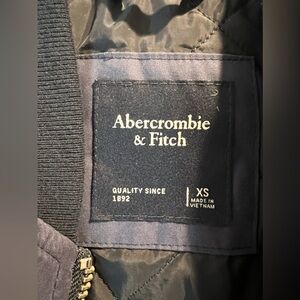 Abercrombie
& Fitch
QUALITY SINCE
1892
XS
MADE IN
VIETNAM